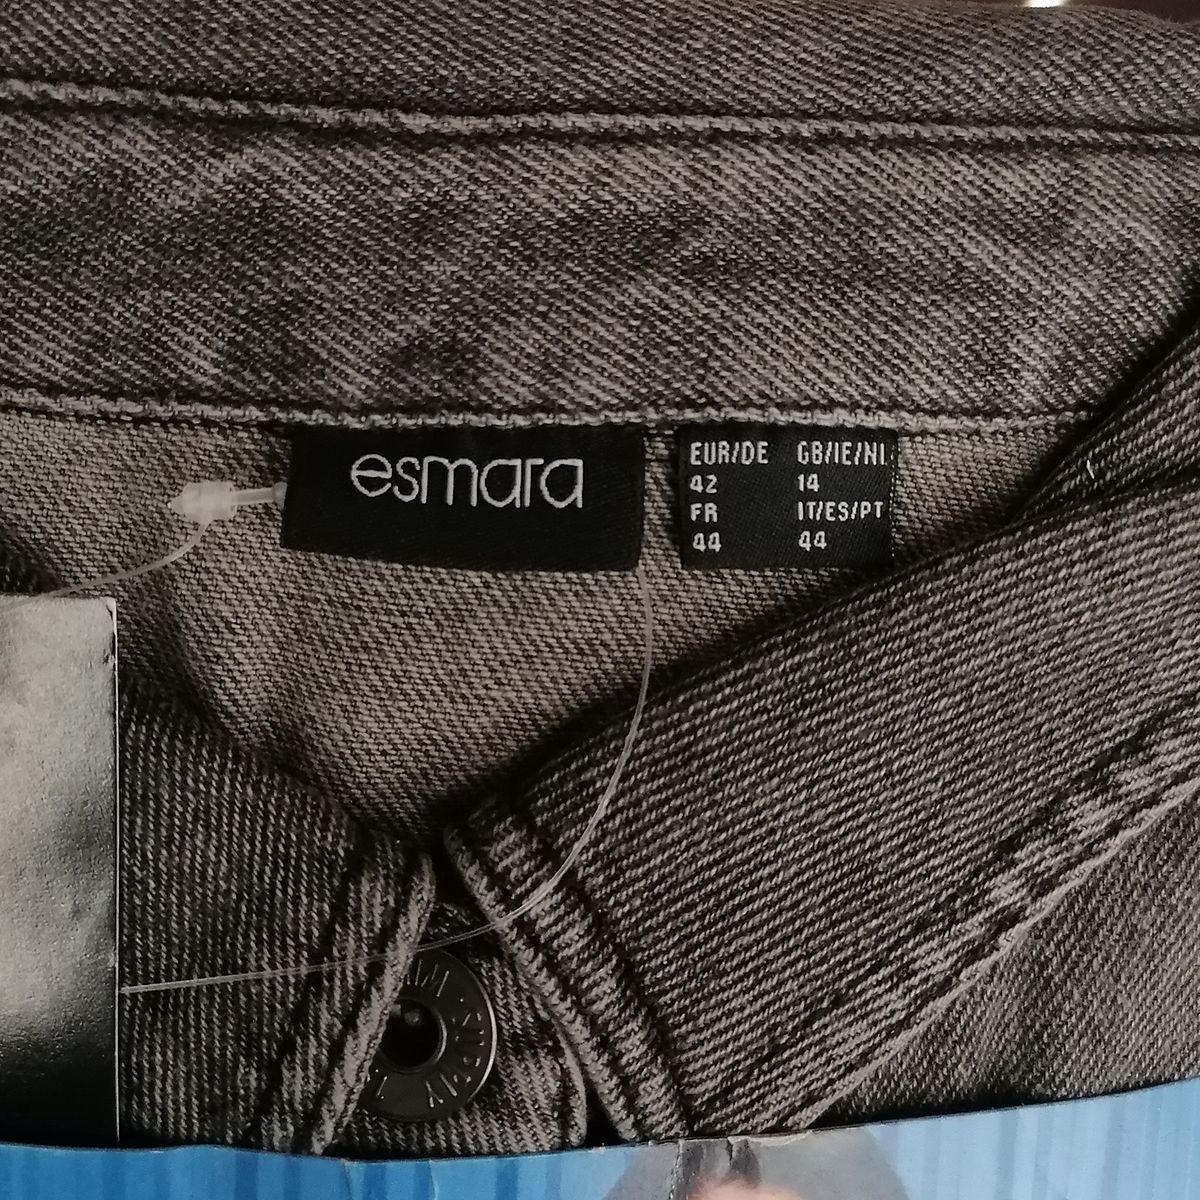 esmara
EUR/DE GB/IE/NL
42 14
FR IT/ES/PT
44 44